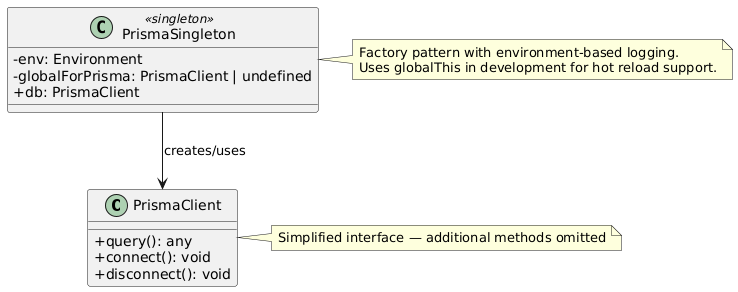 C
«singleton»
PrismaSingleton
-env: Environment
-globalForPrisma: PrismaClient | undefined
+db: PrismaClient
Factory pattern with environment-based logging.
Uses globalThis in development for hot reload support.
creates/uses
C
PrismaClient
+query(): any
+connect(): void
+disconnect(): void
Simplified interface — additional methods omitted